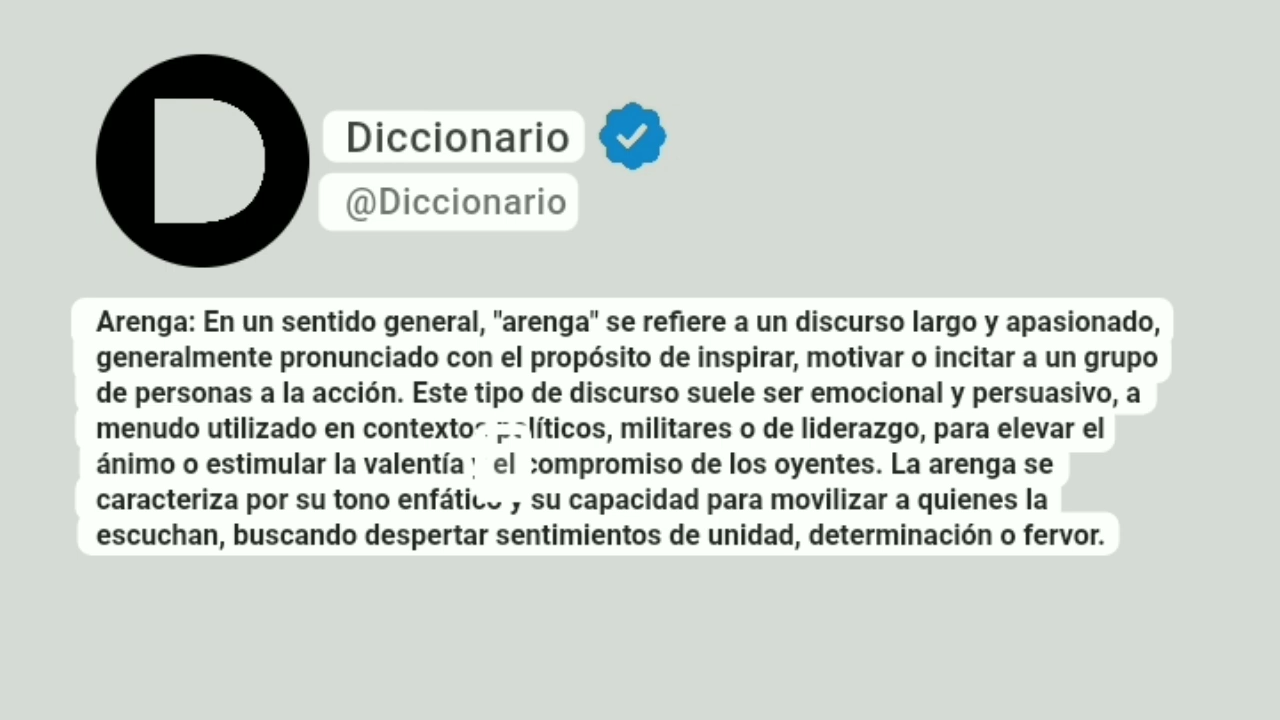 D
Diccionario
@Diccionario
Arenga: En un sentido general, "arenga" se refiere a un discurso largo y apasionado,
generalmente pronunciado con el propósito de inspirar, motivar o incitar a un grupo
de personas a la acción. Este tipo de discurso suele ser emocional y persuasivo, a
menudo utilizado en contextos políticos, militares o de liderazgo, para elevar el
ánimo o estimular la valentía y el compromiso de los oyentes. La arenga se
caracteriza por su tono enfático y su capacidad para movilizar a quienes la
escuchan, buscando despertar sentimientos de unidad, determinación o fervor.